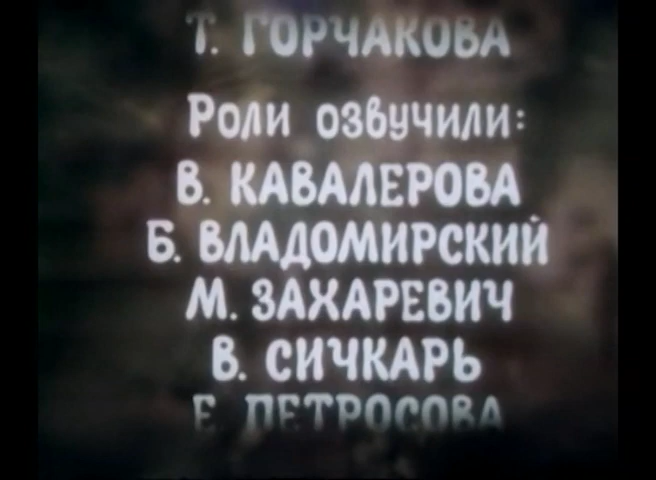 Т. ГОРЧАКОВА
Роли озвучили:
В. КАВАЛЕРОВА
Б. ВЛАДОМИРСКИЙ
М. ЗАХАРЕВИЧ
В. СИЧКАРЬ
Е. ПЕТРОСОВА